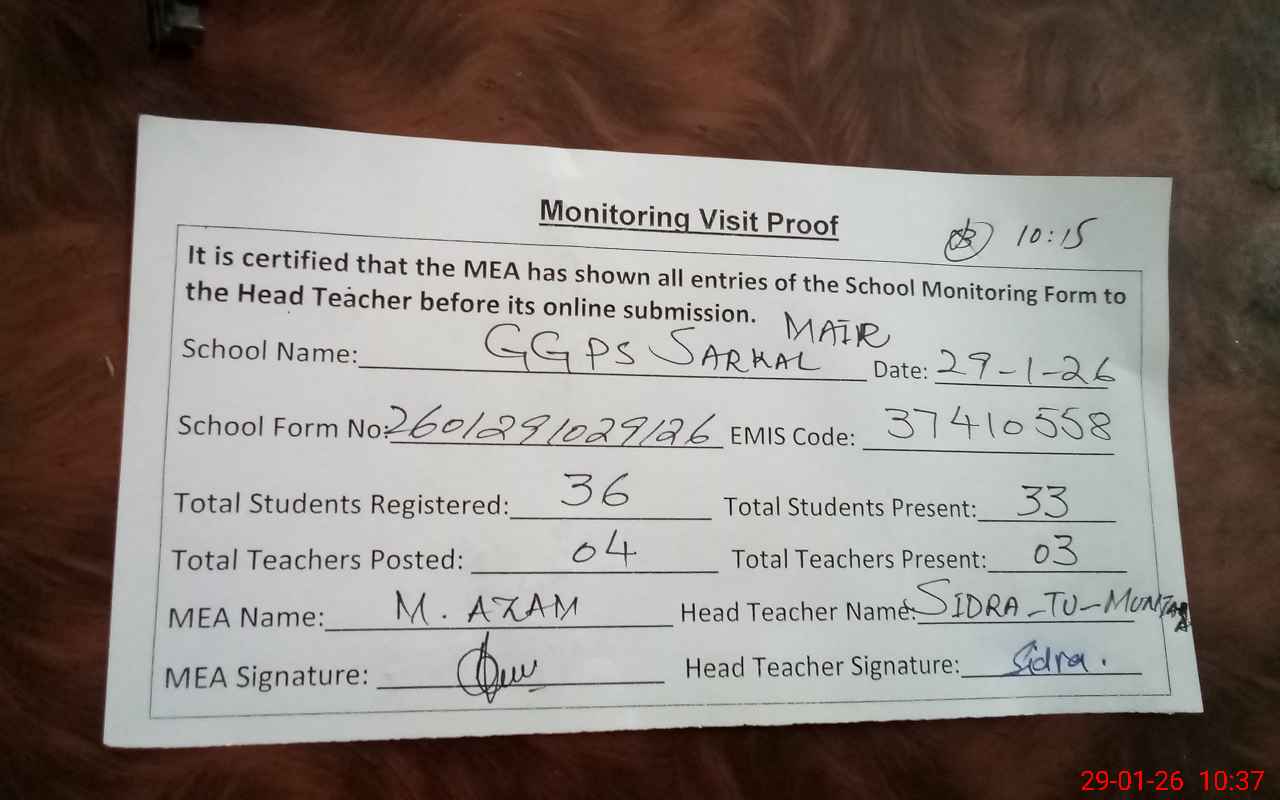 Monitoring Visit Proof
10:15
It is certified that the MEA has shown all entries of the School Monitoring Form to
the Head Teacher before its online submission.
School Name: GGPS SARKAL MAIR Date: 29-1-26
School Form No: 260129102912​6 EMIS Code: 37410558
Total Students Registered: 36 Total Students Present: 33
Total Teachers Posted: 04 Total Teachers Present: 03
MEA Name: M. AZAM Head Teacher Name: SIDRA-TU-MUNTAHA
MEA Signature: Head Teacher Signature: Sidra.
29-01-26 10:37